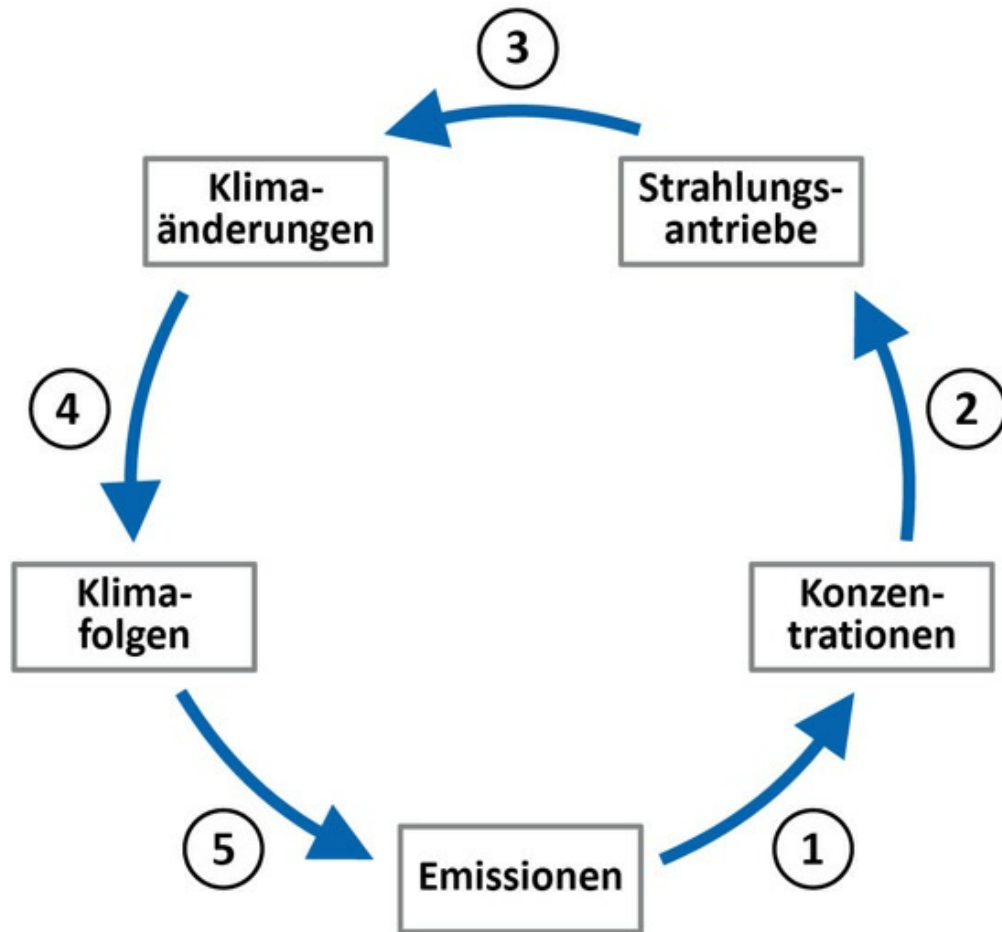 3
Klima-
änderungen
Strahlungs-
antriebe
4
2
Klima-
folgen
Konzen-
trationen
5
Emissionen
1